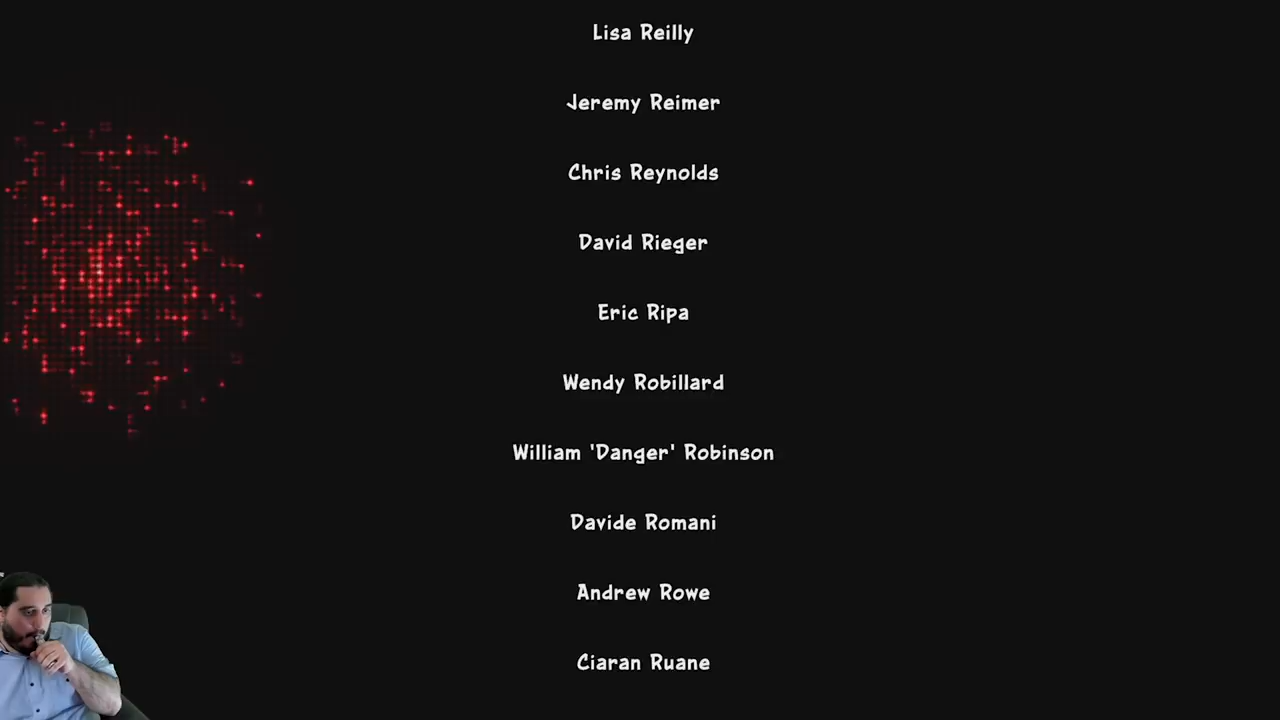 Lisa Reilly
Jeremy Reimer
Chris Reynolds
David Rieger
Eric Ripa
Wendy Robillard
William 'Danger' Robinson
Davide Romani
Andrew Rowe
Ciaran Ruane